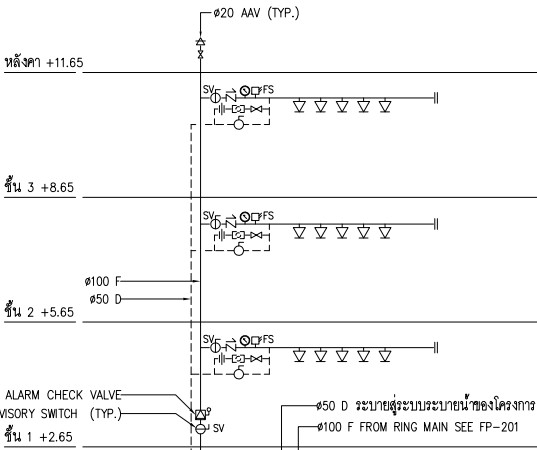 ø20 AAV (TYP.)
หลังคา +11.65
SV FS
ชั้น 3 +8.65
SV FS
ø100 F
ø50 D
ชั้น 2 +5.65
SV FS
ALARM CHECK VALVE
VISORY SWITCH (TYP.)
SV
ø50 D ระบายสู่ระบบระบายน้ำของโครงการ
ø100 F FROM RING MAIN SEE FP-201
ชั้น 1 +2.65